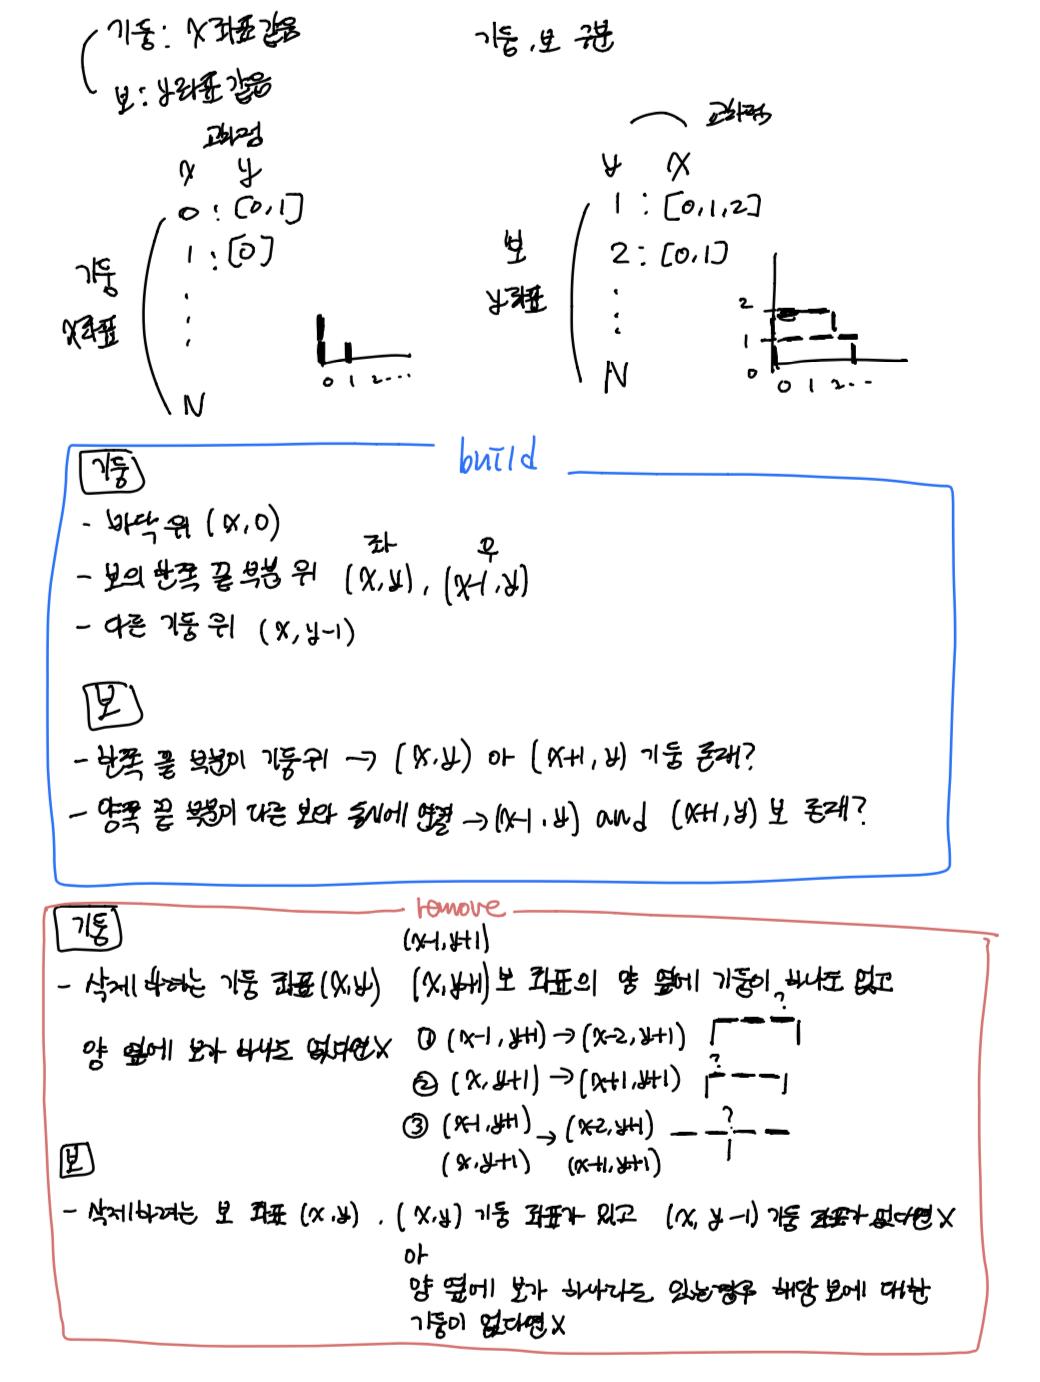 기둥 : X좌표 같음
보 : y좌표 같음
기둥, 보 구분
교차점
x y
0 : [0,1]
1 : [0]
N
기둥
X좌표
0 1 2...
교차점
y x
1 : [0,1,2]
2 : [0,1]
N
보
y좌표
2
1
0
0 1 2...
build
기둥
- 바닥 위 (x,0)
좌 우
- 보의 한쪽 끝 부분 위 (x,y), (x-1,y)
- 다른 기둥 위 (x,y-1)
보
- 한쪽 끝 부분이 기둥 위 → (x,y) or (x+1,y) 기둥 존재?
- 양쪽 끝 부분이 다른 보와 동시에 연결 → (x-1,y) and (x+1,y) 보 존재?
remove
기둥
(x-1,y+1)
- 삭제하려는 기둥 좌표 (x,y) (x,y+1) 보 좌표의 양 옆에 기둥이 하나도 없고
양 옆에 보가 하나도 없다면 X
① (x-1,y+1) → (x-2,y+1) ?
② (x,y+1) → (x+1,y+1) ?
③ (x-1,y+1) → (x-2,y+1) ?
(x,y+1) (x+1,y+1)
보
- 삭제하려는 보 좌표 (x,y). (x,y) 기둥 좌표가 있고 (x,y-1) 기둥 좌표가 없다면 X
or
양 옆에 보가 하나라도 있는 경우 해당 보에 대한
기둥이 없다면 X